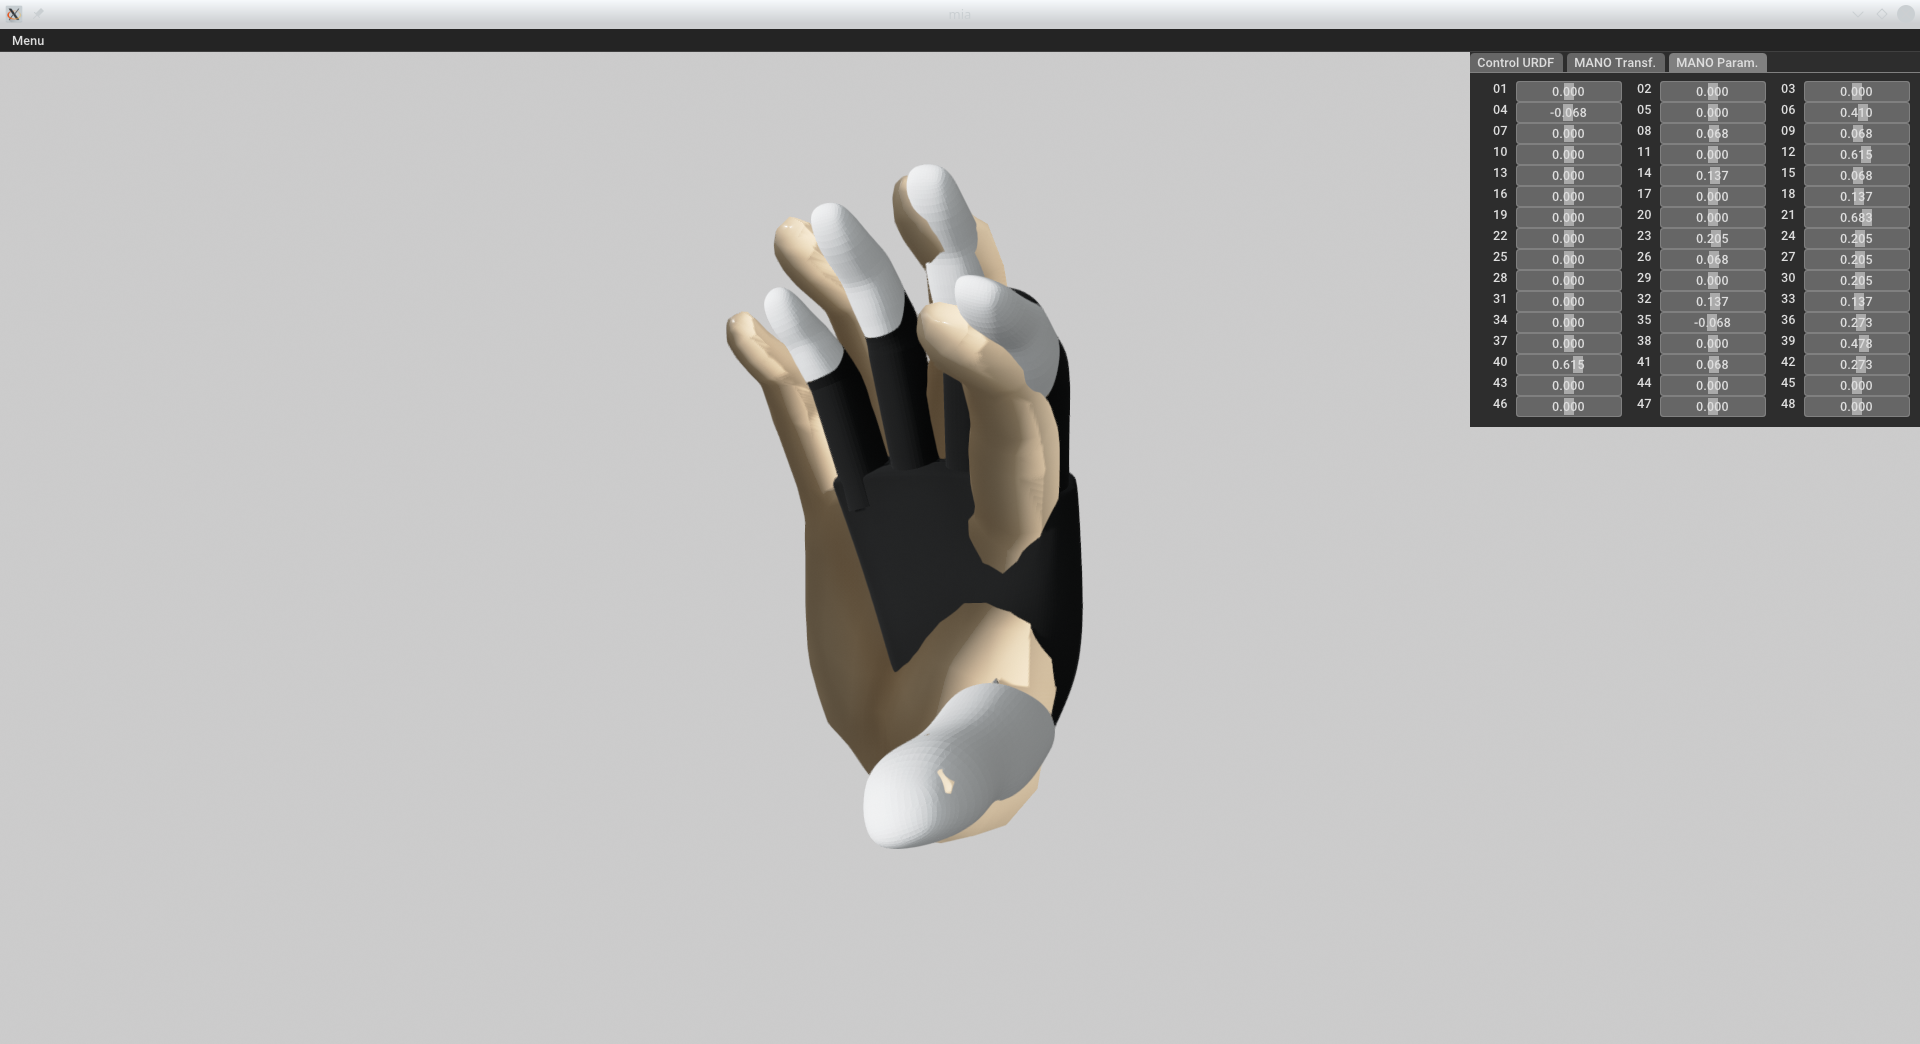 mia
Menu
Control URDF MANO Transf. MANO Param.
01 0.000 02 0.000 03 0.000
04 -0.068 05 0.000 06 0.410
07 0.000 08 0.068 09 0.068
10 0.000 11 0.000 12 0.615
13 0.000 14 0.137 15 0.068
16 0.000 17 0.000 18 0.137
19 0.000 20 0.000 21 0.683
22 0.000 23 0.205 24 0.205
25 0.000 26 0.068 27 0.205
28 0.000 29 0.000 30 0.205
31 0.000 32 0.137 33 0.137
34 0.000 35 -0.068 36 0.273
37 0.000 38 0.000 39 0.478
40 0.615 41 0.068 42 0.273
43 0.000 44 0.000 45 0.000
46 0.000 47 0.000 48 0.000